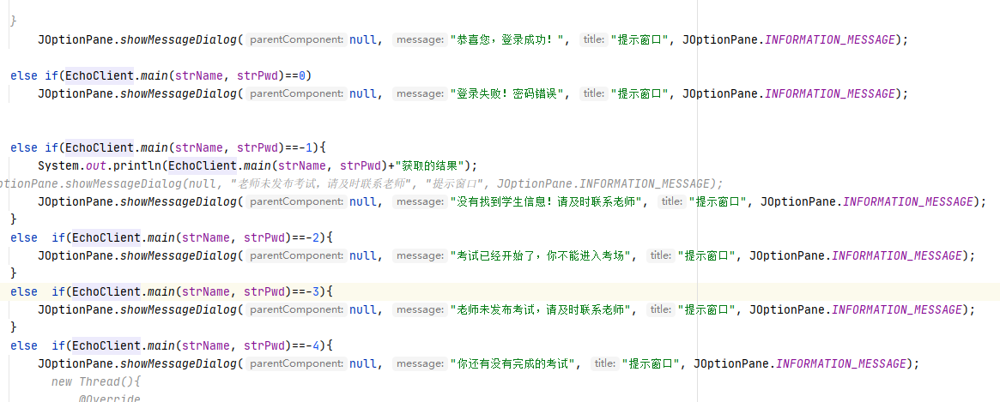 }
JOptionPane.showMessageDialog( parentComponent: null, message: "恭喜您，登录成功！", title: "提示窗口", JOptionPane.INFORMATION_MESSAGE);
else if(EchoClient.main(strName, strPwd)==0)
JOptionPane.showMessageDialog( parentComponent: null, message: "登录失败！密码错误", title: "提示窗口", JOptionPane.INFORMATION_MESSAGE);
else if(EchoClient.main(strName, strPwd)==-1){
System.out.println(EchoClient.main(strName, strPwd)+"获取的结果");
ptionPane.showMessageDialog(null, "老师未发布考试，请及时联系老师", "提示窗口", JOptionPane.INFORMATION_MESSAGE);
JOptionPane.showMessageDialog( parentComponent: null, message: "没有找到学生信息！请及时联系老师", title: "提示窗口", JOptionPane.INFORMATION_MESSAGE);
}
else  if(EchoClient.main(strName, strPwd)==-2){
JOptionPane.showMessageDialog( parentComponent: null, message: "考试已经开始了，你不能进入考场", title: "提示窗口", JOptionPane.INFORMATION_MESSAGE);
}
else  if(EchoClient.main(strName, strPwd)==-3){
JOptionPane.showMessageDialog( parentComponent: null, message: "老师未发布考试，请及时联系老师", title: "提示窗口", JOptionPane.INFORMATION_MESSAGE);
}
else  if(EchoClient.main(strName, strPwd)==-4){
JOptionPane.showMessageDialog( parentComponent: null, message: "你还有没有完成的考试", title: "提示窗口", JOptionPane.INFORMATION_MESSAGE);
new Thread(){
@Override